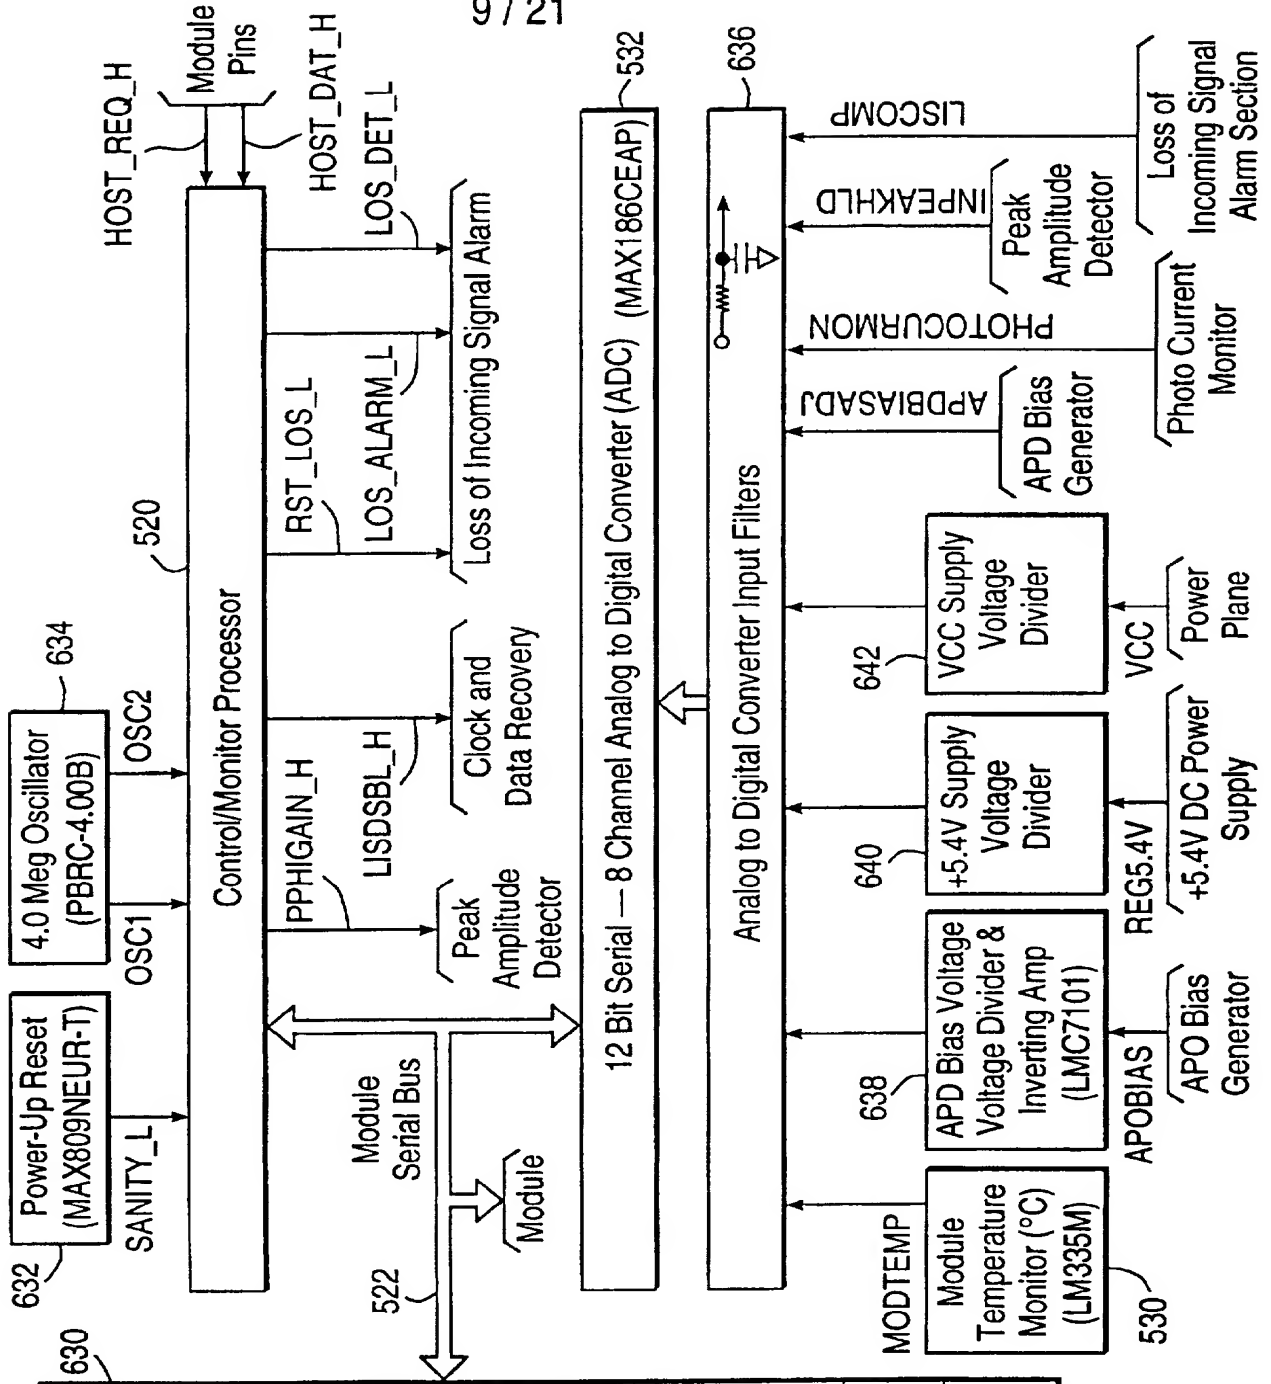 9 / 21
632
Power-Up Reset
(MAX809NEUR-T)
4.0 Meg Oscillator
(PBRC-4.00B)
634
SANITY_L
OSC1
OSC2
520
HOST_REQ_H
Module
Pins
HOST_DAT_H
Control/Monitor Processor
630
522
Module
Serial Bus
Module
PPHIGAIN_H
Peak
Amplitude
Detector
LISDSBL_H
Clock and
Data Recovery
RST_LOS_L
LOS_ALARM_L
LOS_DET_L
Loss of Incoming Signal Alarm
12 Bit Serial — 8 Channel Analog to Digital Converter (ADC) (MAX186CEAP)
532
Analog to Digital Converter Input Filters
636
MODTEMP
Module
Temperature
Monitor (°C)
(LM335M)
530
638
APD Bias Voltage
Voltage Divider &
Inverting Amp
(LMC7101)
APOBIAS
APO Bias
Generator
640
+5.4V Supply
Voltage
Divider
REG5.4V
+5.4V DC Power
Supply
642
VCC Supply
Voltage
Divider
VCC
Power
Plane
APDBIASADJ
APD Bias
Generator
PHOTOCURMON
Photo Current
Monitor
INPEAKHLD
Peak
Amplitude
Detector
LISCOMP
Loss of
Incoming Signal
Alarm Section